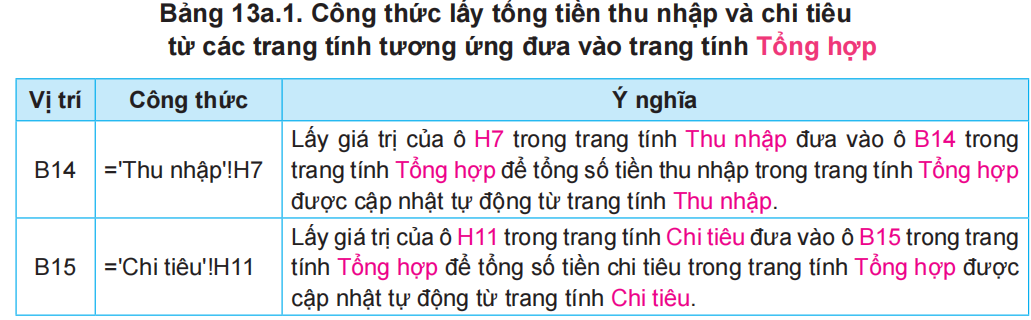 Bảng 13a.1. Công thức lấy tổng tiền thu nhập và chi tiêu
từ các trang tính tương ứng đưa vào trang tính Tổng hợp
Vị trí Công thức Ý nghĩa
B14 ='Thu nhập'!H7
Lấy giá trị của ô H7 trong trang tính Thu nhập đưa vào ô B14 trong
trang tính Tổng hợp để tổng số tiền thu nhập trong trang tính Tổng hợp
được cập nhật tự động từ trang tính Thu nhập.
B15 ='Chi tiêu'!H11
Lấy giá trị của ô H11 trong trang tính Chi tiêu đưa vào ô B15 trong trang
tính Tổng hợp để tổng số tiền chi tiêu trong trang tính Tổng hợp được
cập nhật tự động từ trang tính Chi tiêu.